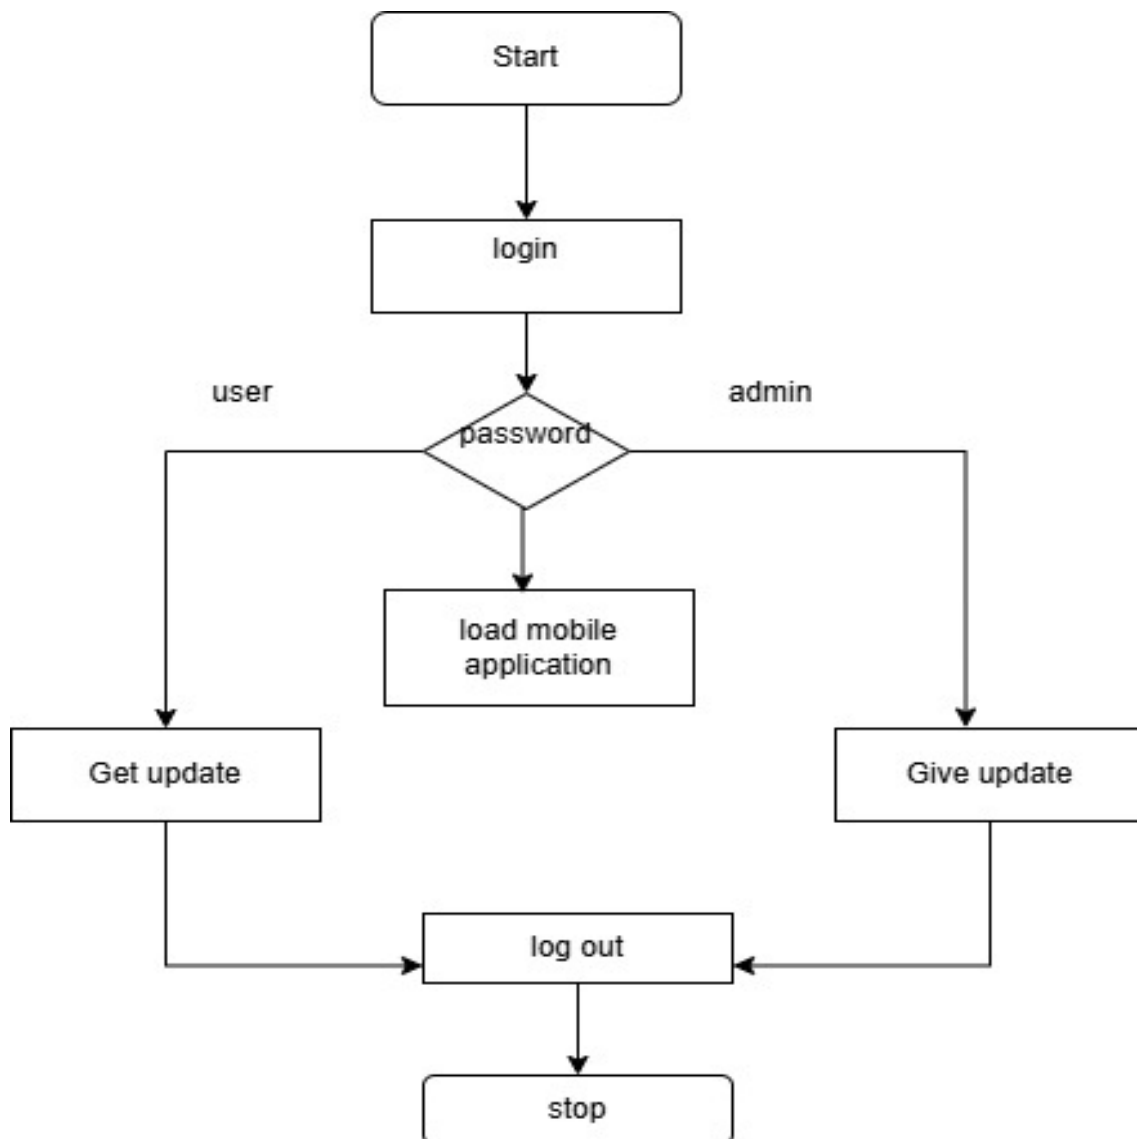 Start
login
user
admin
password
load mobile
application
Get update
Give update
log out
stop